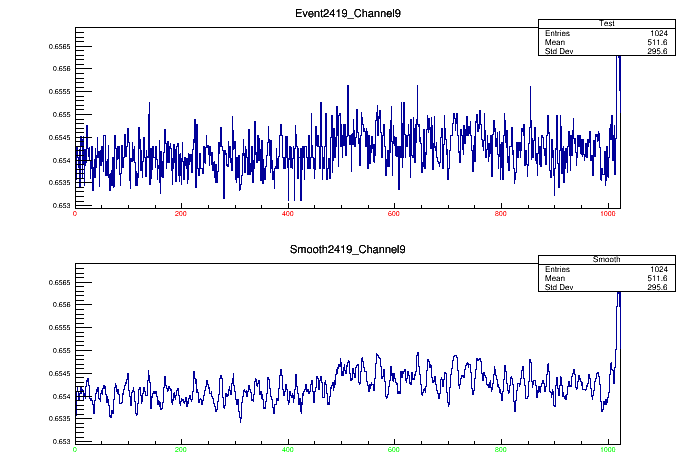 Event2419_Channel9
Test
Entries 1024
Mean 511.6
Std Dev 295.6
0.6565
0.656
0.6555
0.655
0.6545
0.654
0.6535
0.653
0 200 400 600 800 1000
Smooth2419_Channel9
Smooth
Entries 1024
Mean 511.6
Std Dev 295.6
0.6565
0.656
0.6555
0.655
0.6545
0.654
0.6535
0.653
0 200 400 600 800 1000